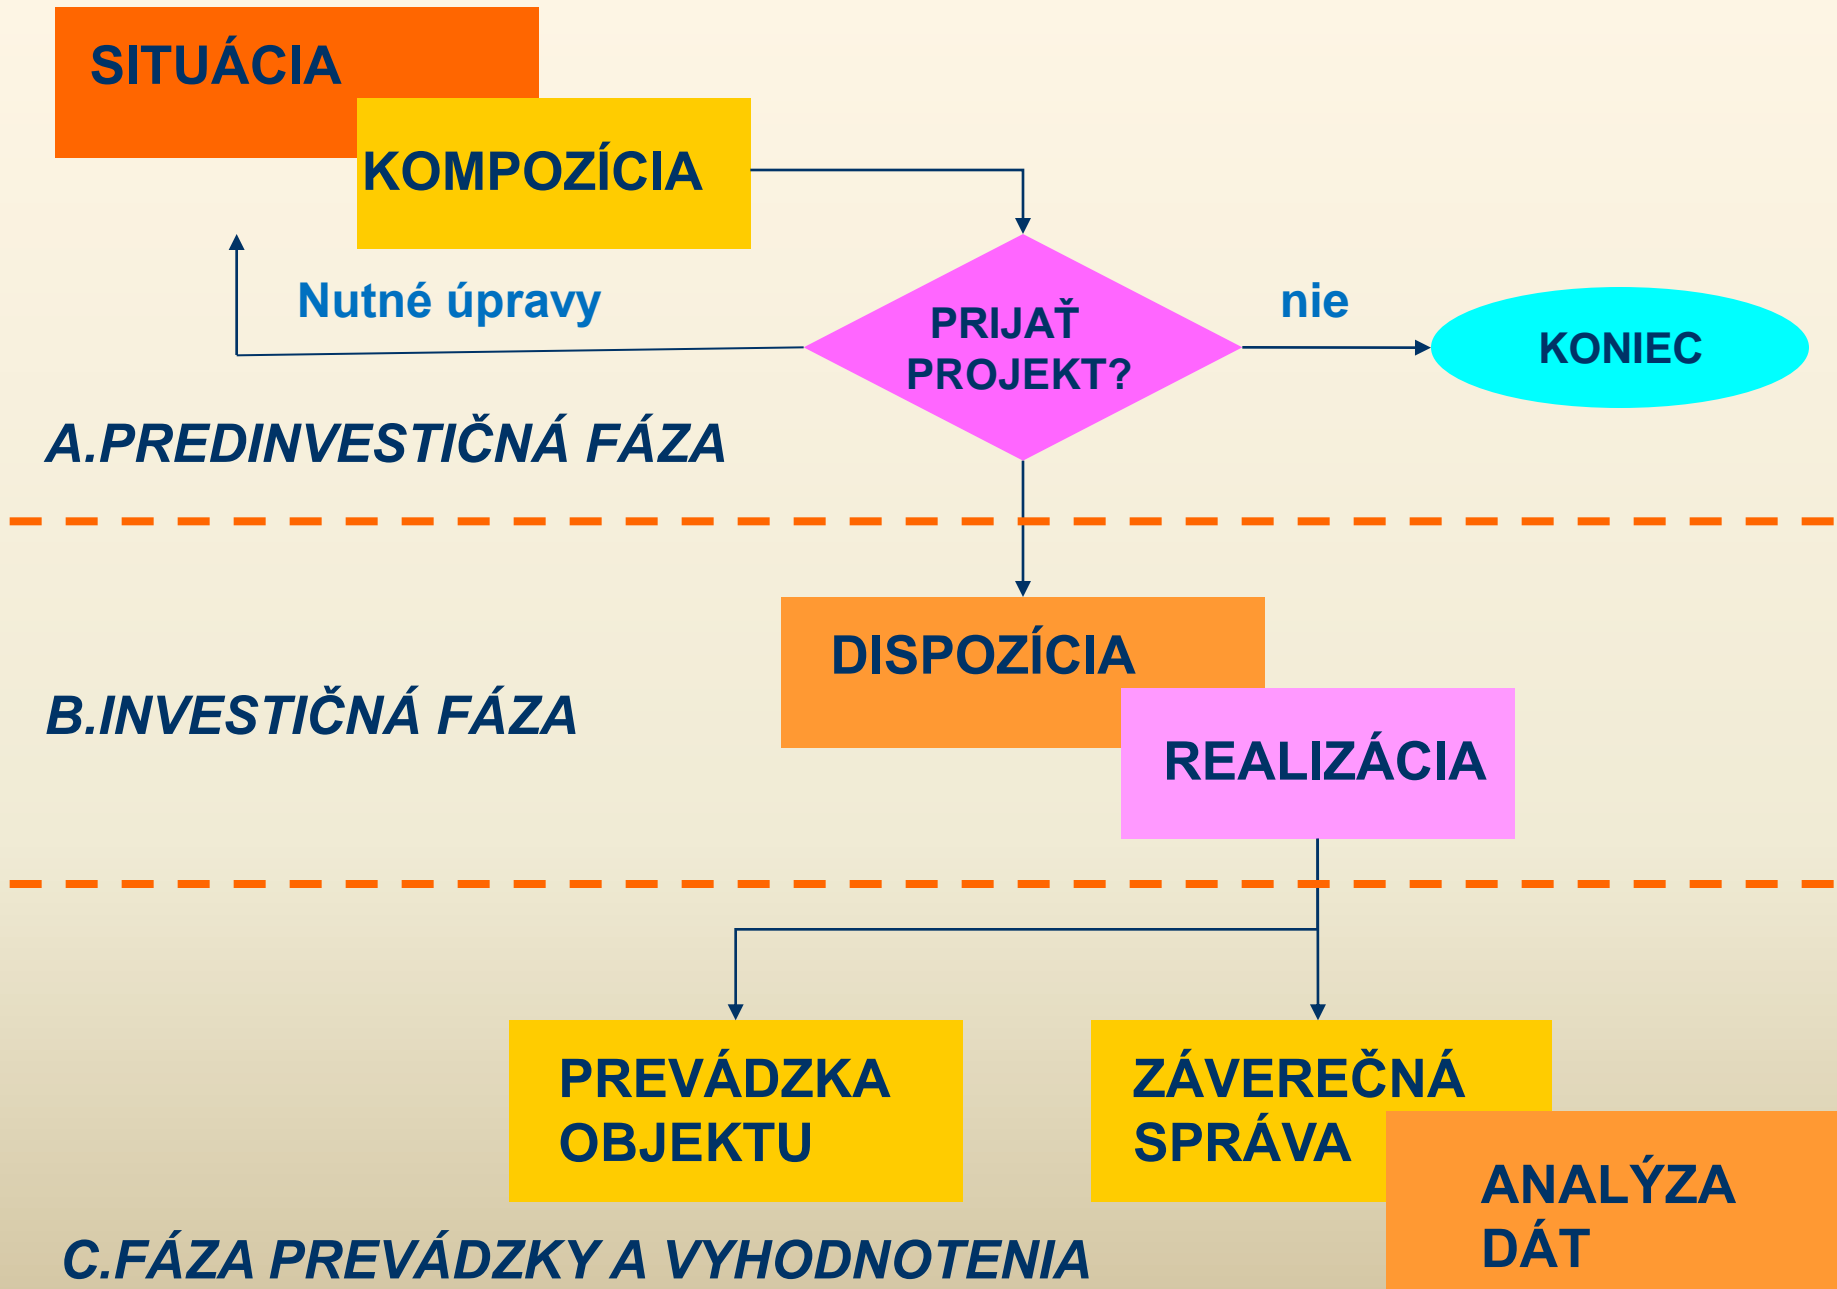 SITUÁCIA
KOMPOZÍCIA
Nutné úpravy
PRIJAŤ
PROJEKT?
nie
KONIEC
A.PREDINVESTIČNÁ FÁZA
DISPOZÍCIA
B.INVESTIČNÁ FÁZA
REALIZÁCIA
PREVÁDZKA
OBJEKTU
ZÁVEREČNÁ
SPRÁVA
ANALÝZA
DÁT
C.FÁZA PREVÁDZKY A VYHODNOTENIA